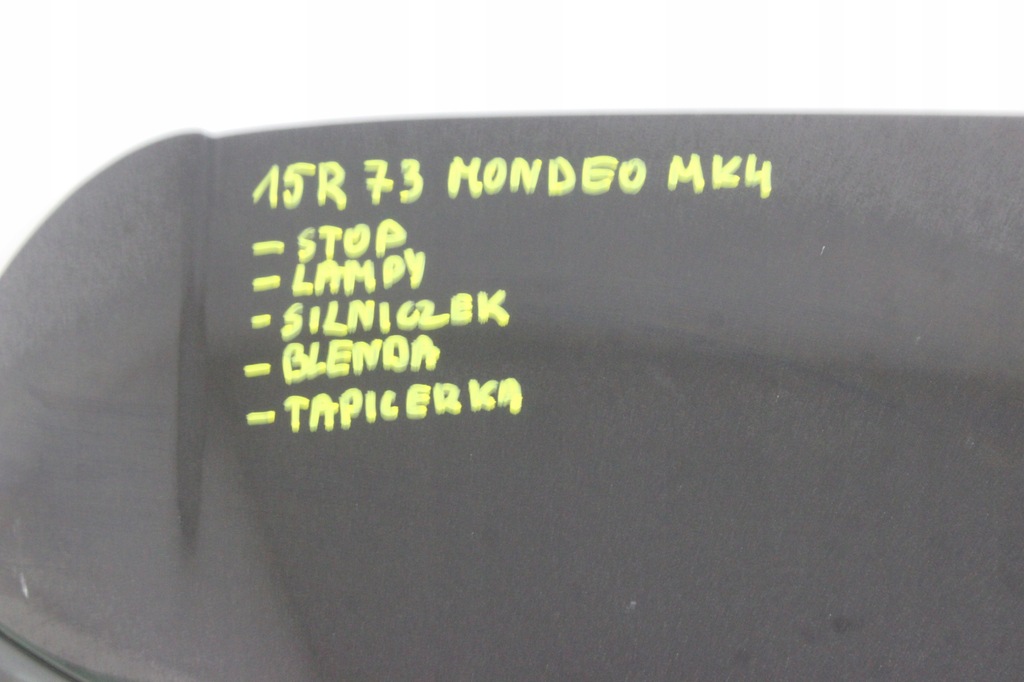 15R 73 MONDEO MK4
- STOP
- LAMPY
- SILNICZEK
- BLENDA
- TAPICERKA